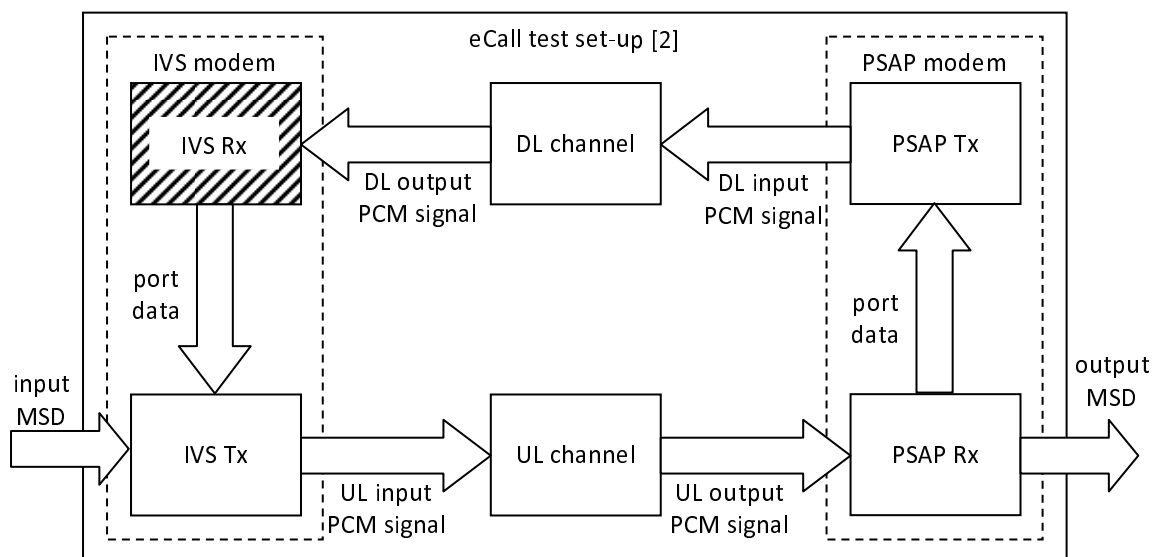 eCall test set-up [2]
IVS modem
PSAP modem
IVS Rx
DL channel
PSAP Tx
DL output
PCM signal
DL input
PCM signal
port
data
port
data
input
MSD
output
MSD
IVS Tx
UL channel
PSAP Rx
UL input
PCM signal
UL output
PCM signal